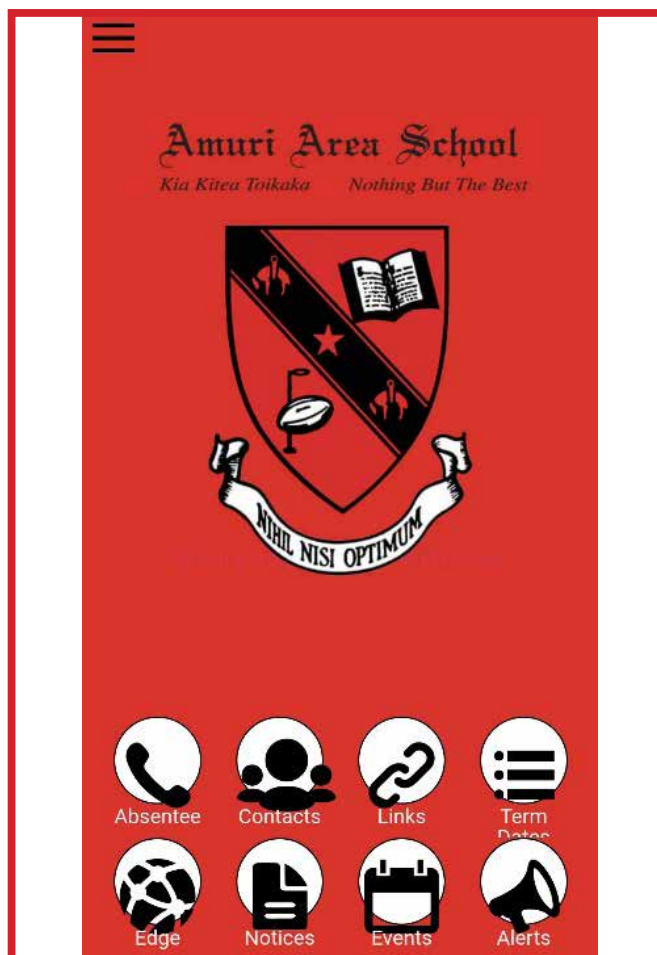 Amuri Area School
Kia Kitea Toikaka Nothing But The Best
NIHIL NISI OPTIMUM
Absentee Contacts Links Term Dates
Edge Notices Events Alerts